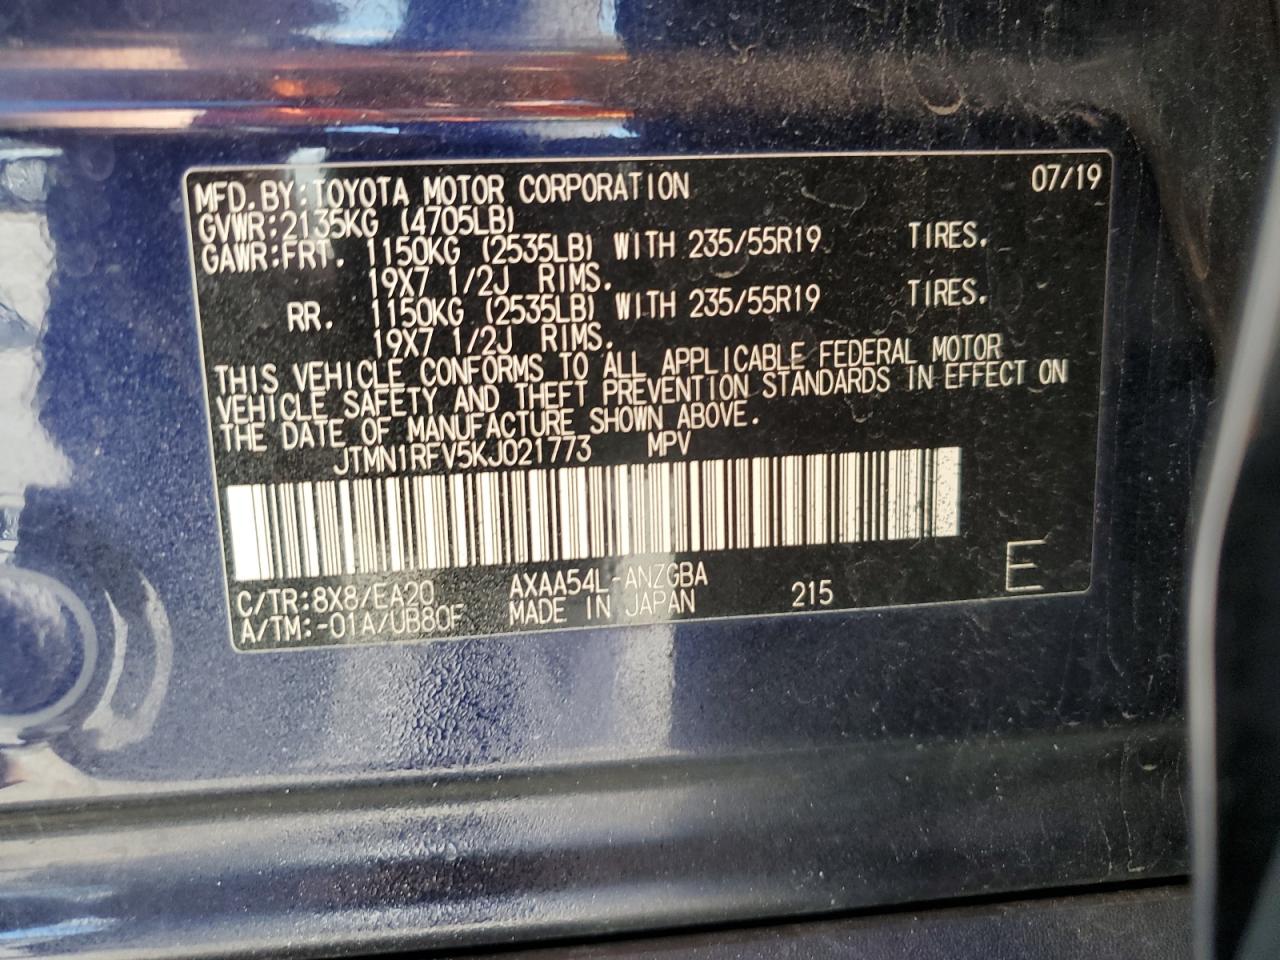 MFD. BY: TOYOTA MOTOR CORPORATION 07/19
GVWR: 2135KG (4705LB)
GAWR: FRT. 1150KG (2535LB) WITH 235/55R19 TIRES.
19X7 1/2J RIMS.
RR. 1150KG (2535LB) WITH 235/55R19 TIRES.
19X7 1/2J RIMS.
THIS VEHICLE CONFORMS TO ALL APPLICABLE FEDERAL MOTOR
VEHICLE SAFETY AND THEFT PREVENTION STANDARDS IN EFFECT ON
THE DATE OF MANUFACTURE SHOWN ABOVE.
JTMN1RFV5KJ021773 MPV
C/TR: 8X8/EA20 AXAA54L-ANZGBA 215 E
A/TM: -01A/UB80F MADE IN JAPAN